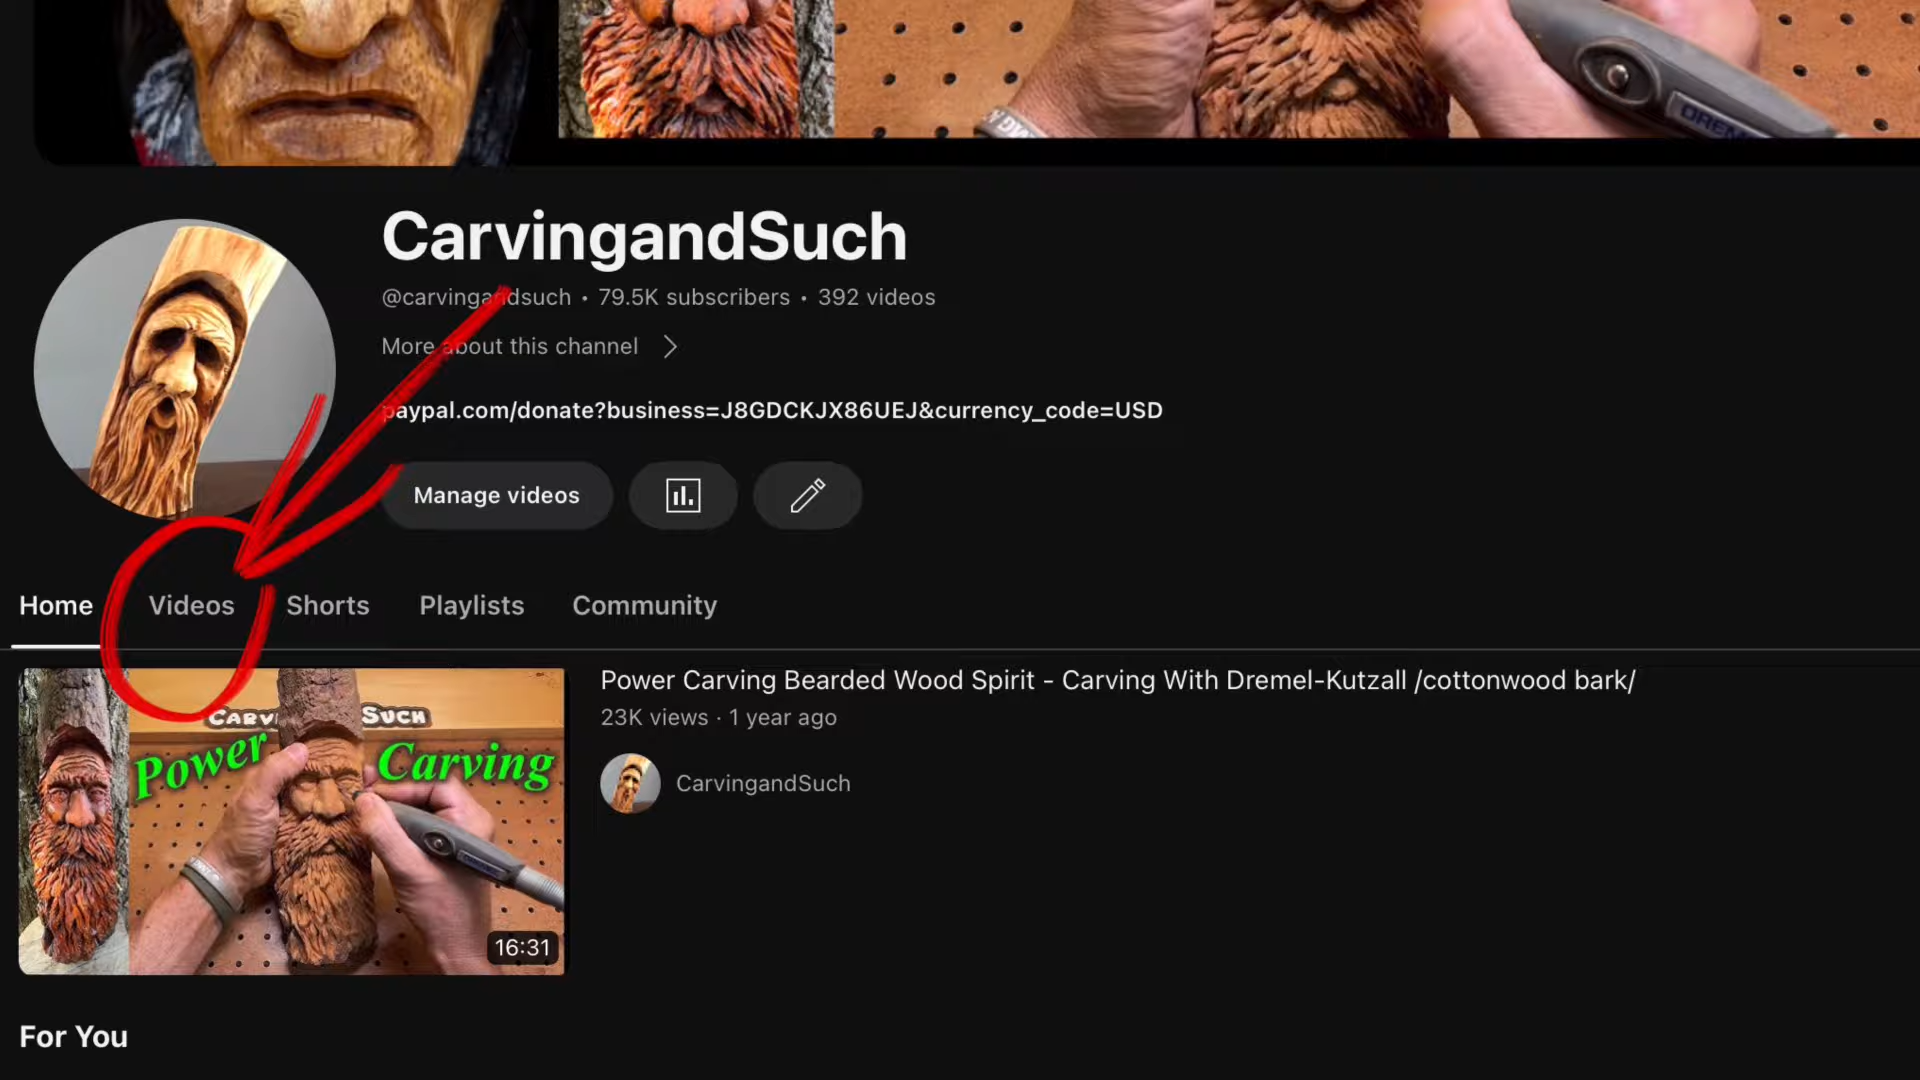 CarvingandSuch
@carvingandsuch • 79.5K subscribers • 392 videos
More about this channel
paypal.com/donate?business=J8GDCKJX86UEJ&currency_code=USD
Manage videos
Home Videos Shorts Playlists Community
Power Carving Bearded Wood Spirit - Carving With Dremel-Kutzall /cottonwood bark/
23K views · 1 year ago
CarvingandSuch
Such
Power Carving
16:31
For You